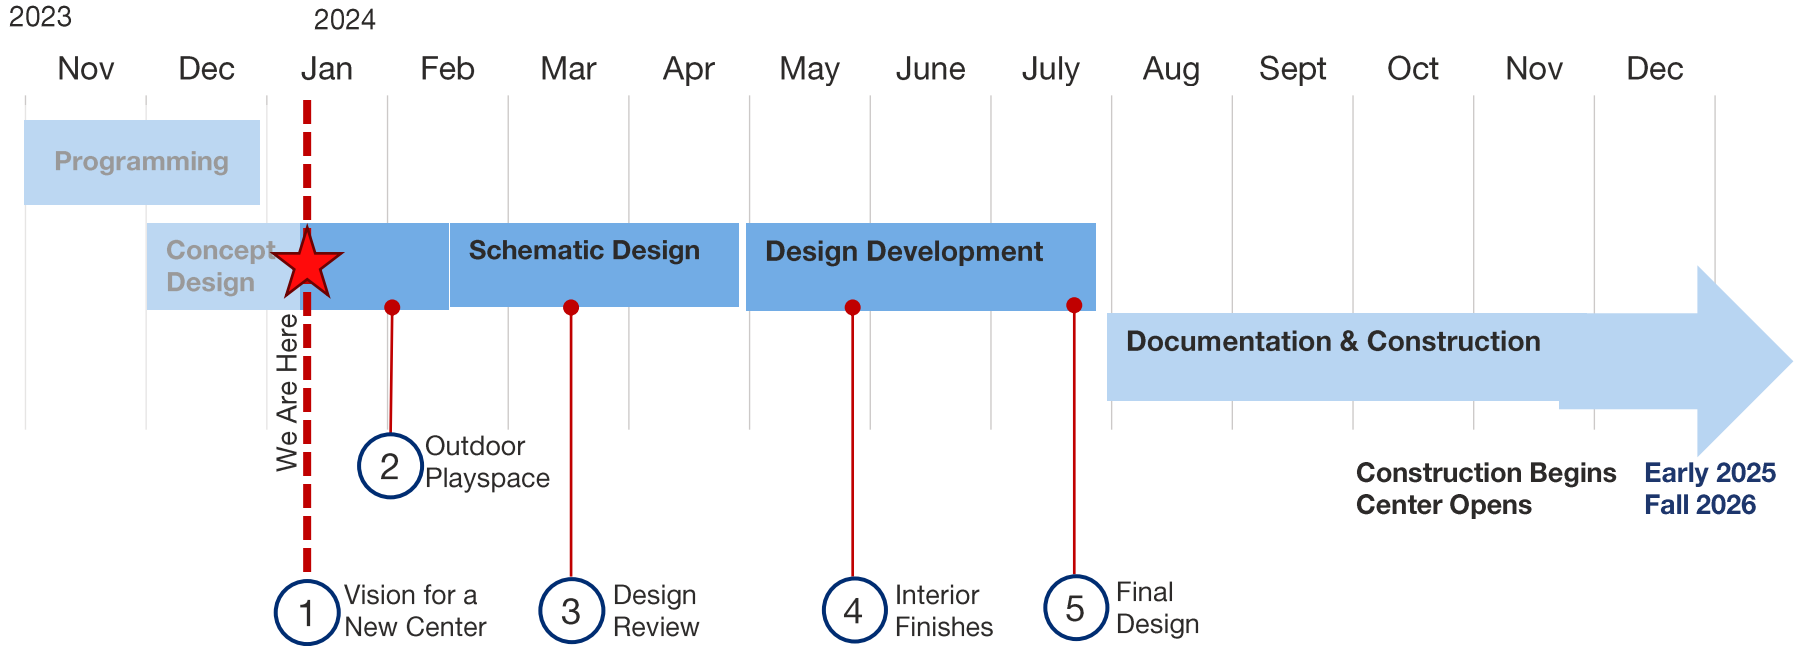 2023
2024
Nov Dec Jan Feb Mar Apr May June July Aug Sept Oct Nov Dec
Programming
Concept
Design
Schematic Design
Design Development
Documentation & Construction
We Are Here
Construction Begins Early 2025
Center Opens Fall 2026
1
Vision for a
New Center
2
Outdoor
Playspace
3
Design
Review
4
Interior
Finishes
5
Final
Design